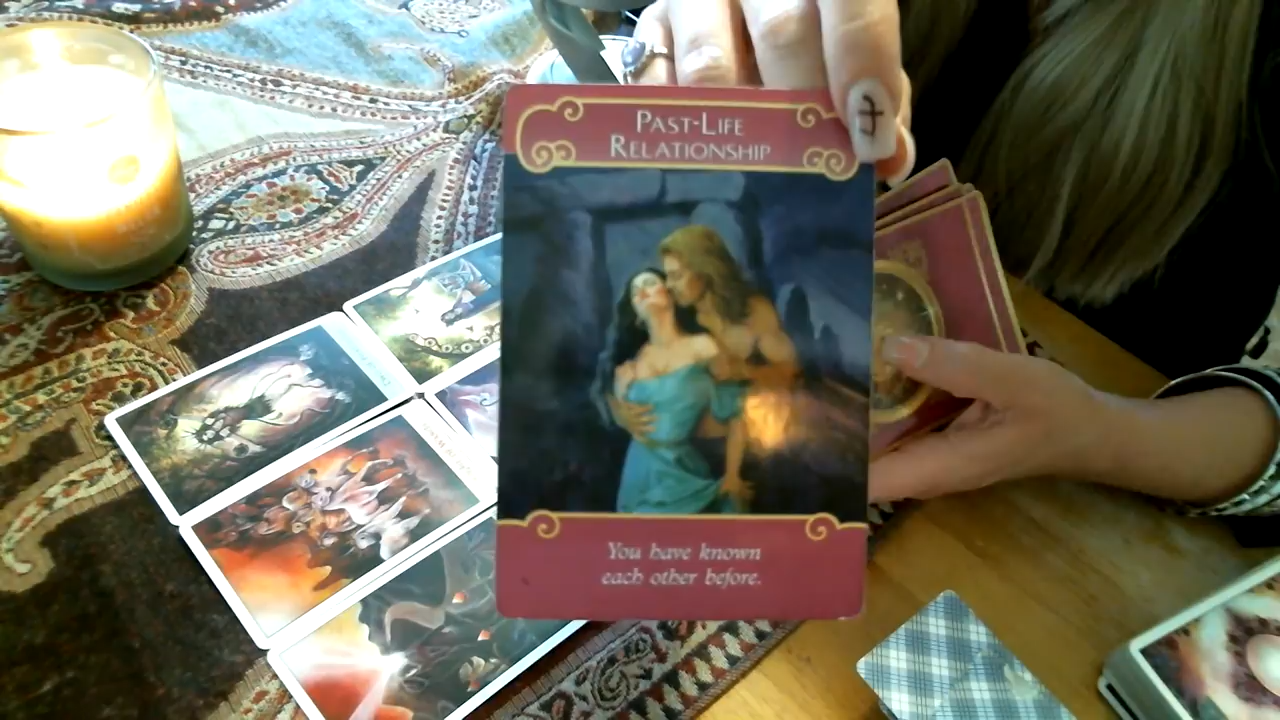 PAST-LIFE
RELATIONSHIP
You have known
each other before.